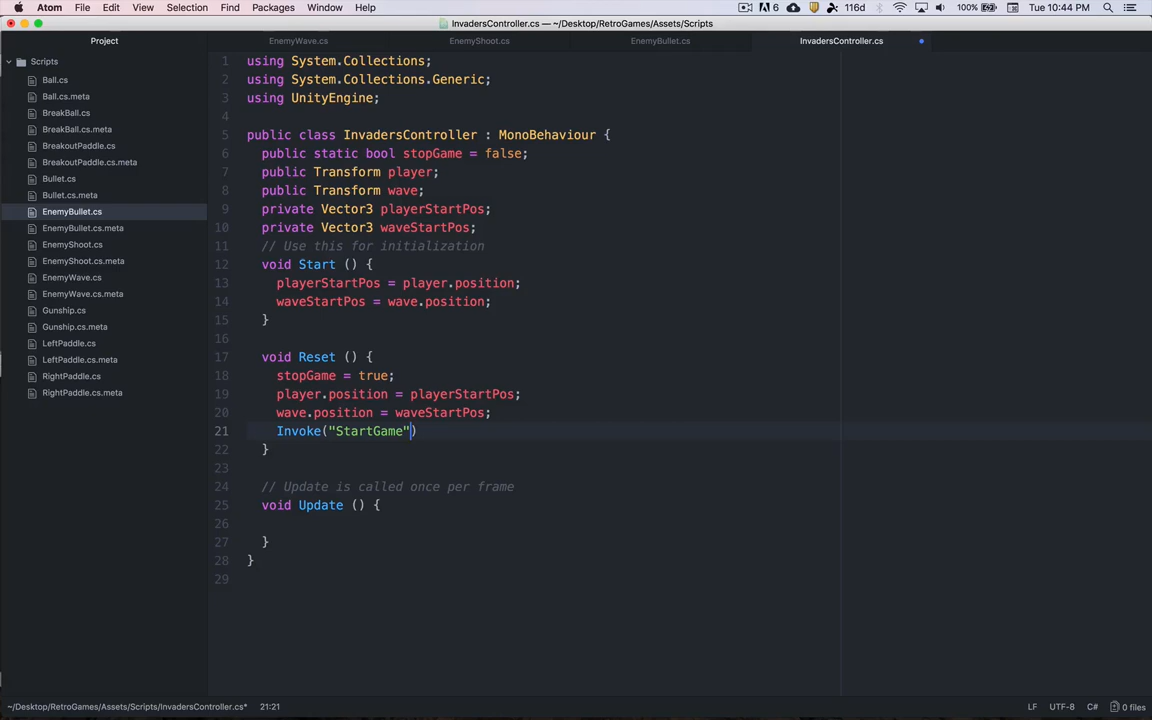 Atom File Edit View Selection Find Packages Window Help 6 116d 100% Tue 10:44 PM
InvadersController.cs — ~/Desktop/RetroGames/Assets/Scripts
Project EnemyWave.cs EnemyShoot.cs EnemyBullet.cs InvadersController.cs
Scripts
Ball.cs
Ball.cs.meta
BreakBall.cs
BreakBall.cs.meta
BreakoutPaddle.cs
BreakoutPaddle.cs.meta
Bullet.cs
Bullet.cs.meta
EnemyBullet.cs
EnemyBullet.cs.meta
EnemyShoot.cs
EnemyShoot.cs.meta
EnemyWave.cs
EnemyWave.cs.meta
Gunship.cs
Gunship.cs.meta
LeftPaddle.cs
LeftPaddle.cs.meta
RightPaddle.cs
RightPaddle.cs.meta
1 using System.Collections;
2 using System.Collections.Generic;
3 using UnityEngine;
4
5 public class InvadersController : MonoBehaviour {
6 public static bool stopGame = false;
7 public Transform player;
8 public Transform wave;
9 private Vector3 playerStartPos;
10 private Vector3 waveStartPos;
11 // Use this for initialization
12 void Start () {
13 playerStartPos = player.position;
14 waveStartPos = wave.position;
15 }
16
17 void Reset () {
18 stopGame = true;
19 player.position = playerStartPos;
20 wave.position = waveStartPos;
21 Invoke("StartGame")
22 }
23
24 // Update is called once per frame
25 void Update () {
26
27 }
28 }
29
~/Desktop/RetroGames/Assets/Scripts/InvadersController.cs* 21:21 LF UTF-8 C# 0 files